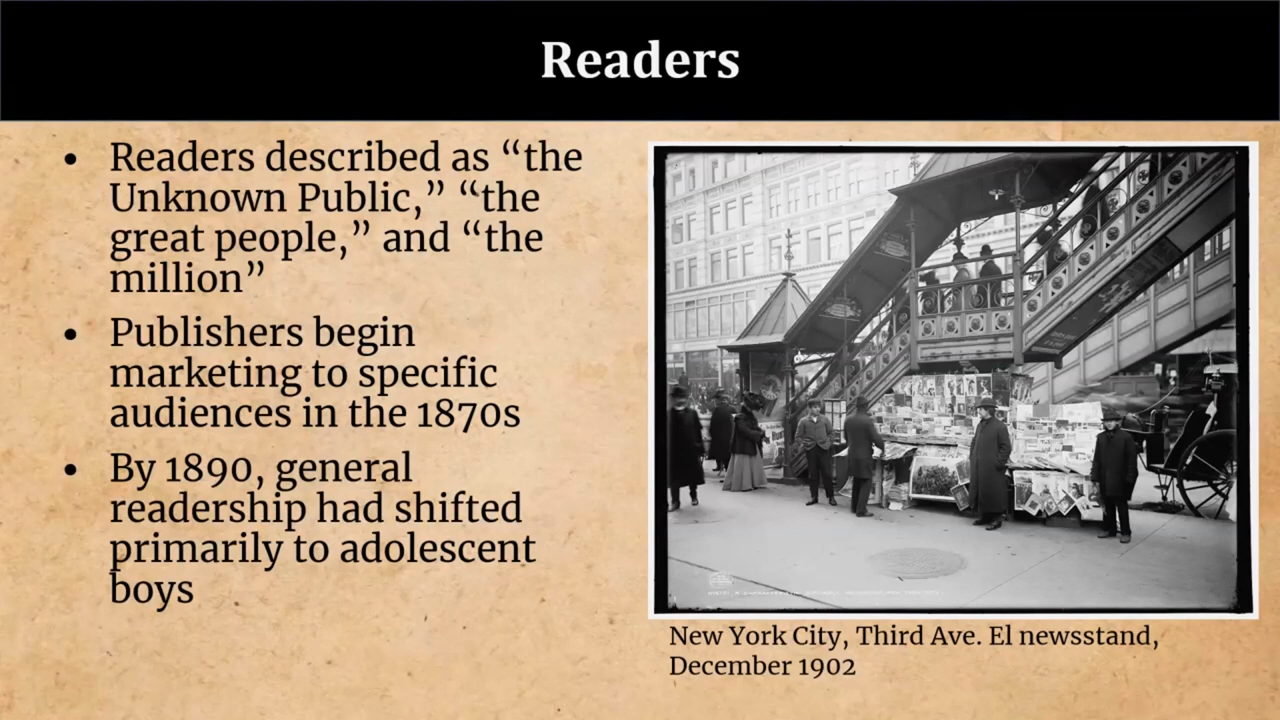 Readers
• Readers described as “the
Unknown Public,” “the
great people,” and “the
million”
• Publishers begin
marketing to specific
audiences in the 1870s
• By 1890, general
readership had shifted
primarily to adolescent
boys
New York City, Third Ave. El newsstand,
December 1902